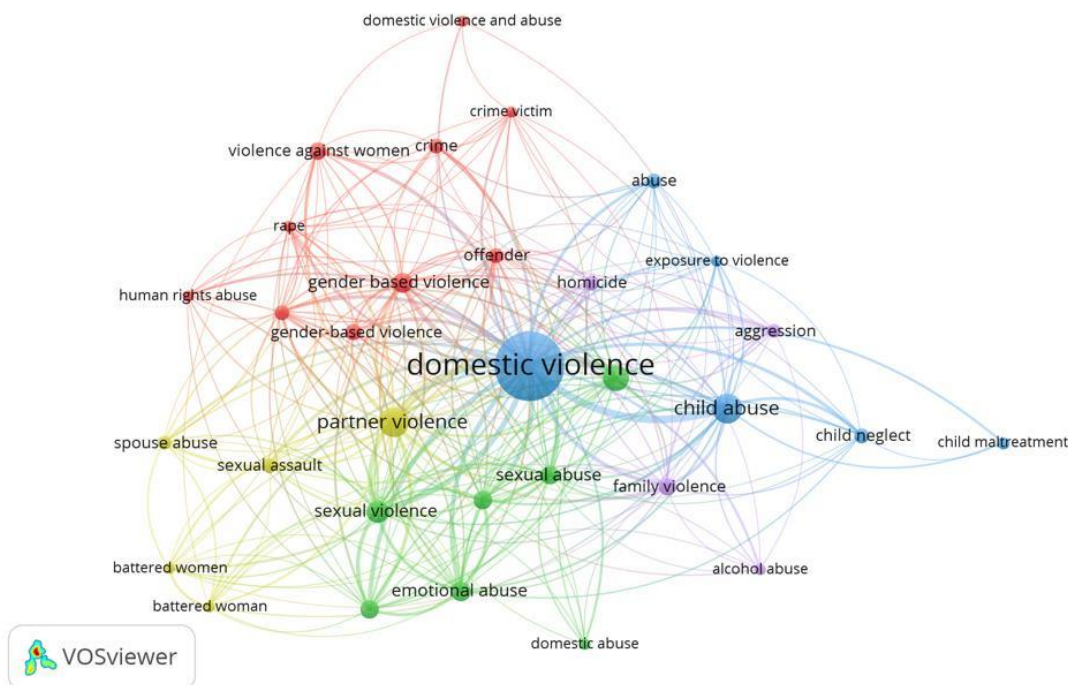 domestic violence and abuse
crime victim
violence against women
crime
abuse
rape
offender
exposure to violence
gender based violence
homicide
human rights abuse
gender-based violence
aggression
domestic violence
child abuse
partner violence
spouse abuse
child neglect
child maltreatment
sexual assault
sexual abuse
family violence
sexual violence
battered women
alcohol abuse
emotional abuse
battered woman
domestic abuse
VOSviewer